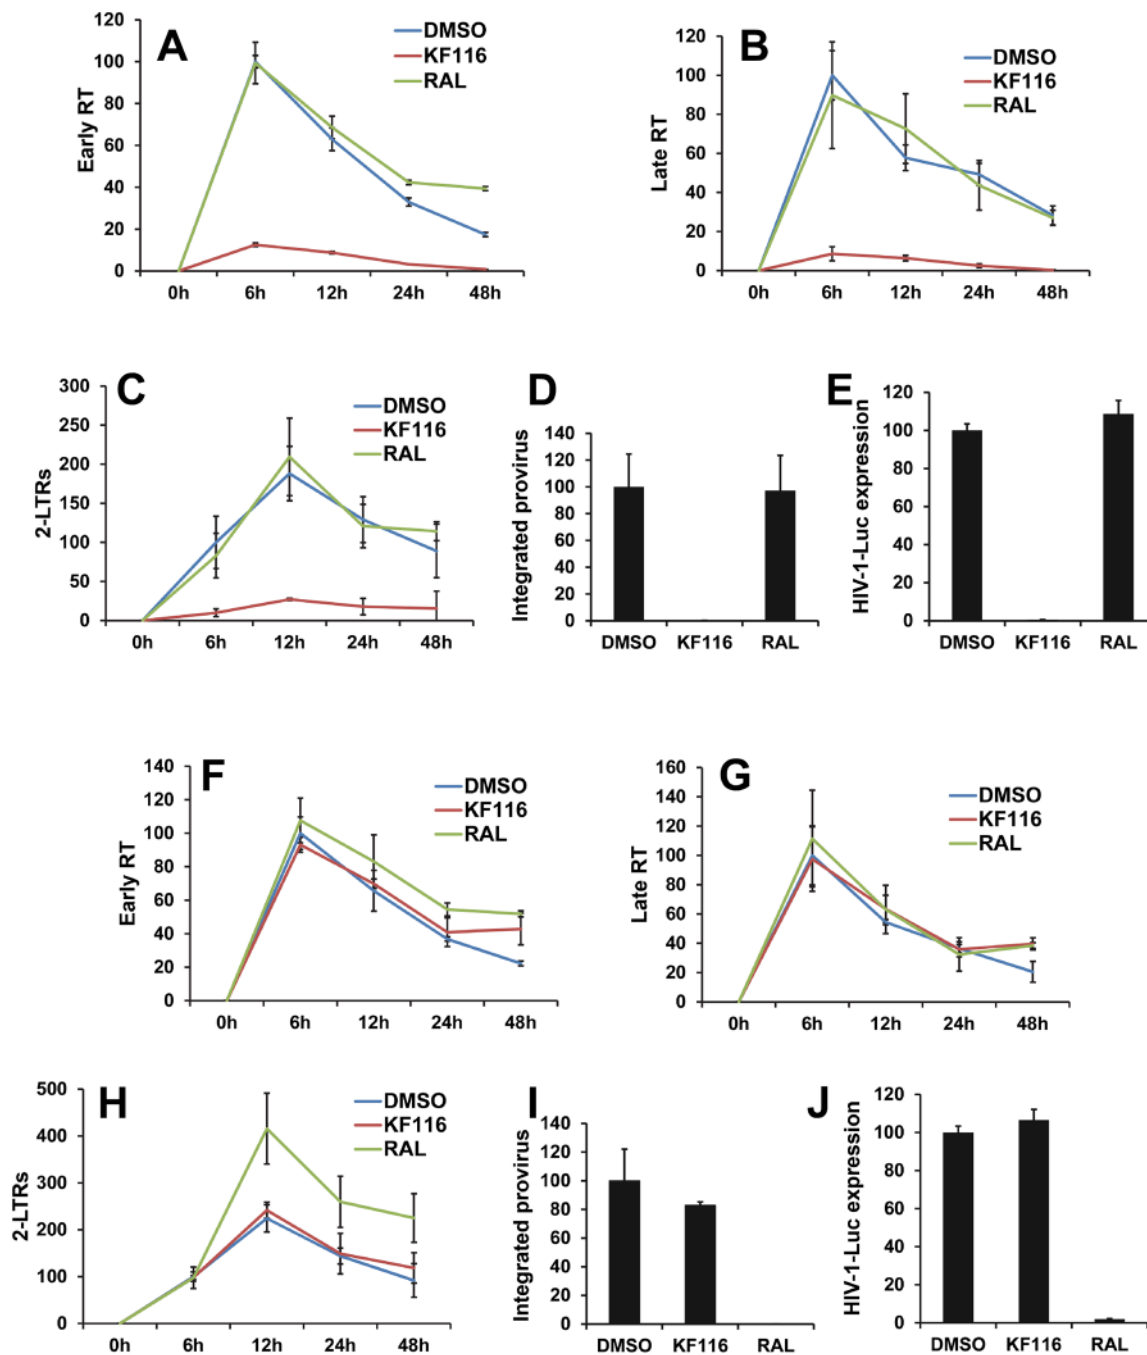 A
DMSO
KF116
RAL
Early RT
120
100
80
60
40
20
0
0h 6h 12h 24h 48h
B
DMSO
KF116
RAL
Late RT
120
100
80
60
40
20
0
0h 6h 12h 24h 48h
C
DMSO
KF116
RAL
2-LTRs
300
250
200
150
100
50
0
0h 6h 12h 24h 48h
D
Integrated provirus
140
120
100
80
60
40
20
0
DMSO KF116 RAL
E
HIV-1-Luc expression
120
100
80
60
40
20
0
DMSO KF116 RAL
F
DMSO
KF116
RAL
Early RT
140
120
100
80
60
40
20
0
0h 6h 12h 24h 48h
G
DMSO
KF116
RAL
Late RT
160
140
120
100
80
60
40
20
0
0h 6h 12h 24h 48h
H
DMSO
KF116
RAL
2-LTRs
500
400
300
200
100
0
0h 6h 12h 24h 48h
I
Integrated provirus
140
120
100
80
60
40
20
0
DMSO KF116 RAL
J
HIV-1-Luc expression
120
100
80
60
40
20
0
DMSO KF116 RAL